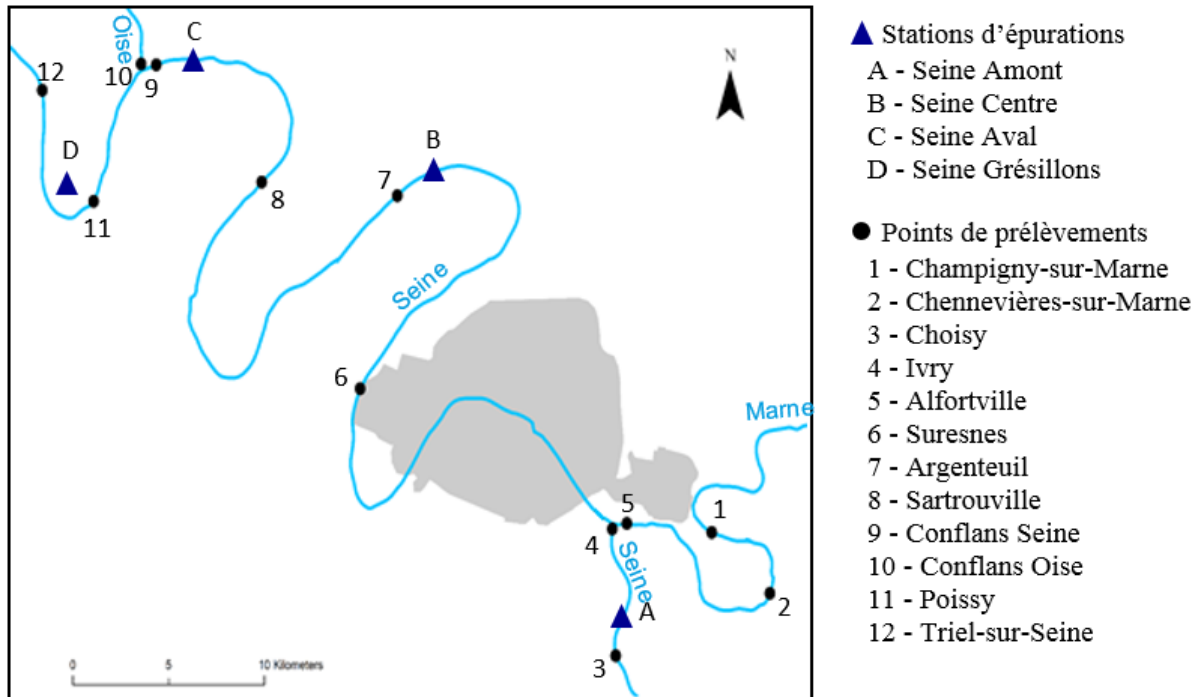 Oise
C
10
9
12
D
11
8
B
7
N
Seine
6
Marne
5
4
1
Seine
A
2
3
0 5 10 Kilometers
Stations d'épurations
A - Seine Amont
B - Seine Centre
C - Seine Aval
D - Seine Grésillons
Points de prélèvements
1 - Champigny-sur-Marne
2 - Chennevières-sur-Marne
3 - Choisy
4 - Ivry
5 - Alfortville
6 - Suresnes
7 - Argenteuil
8 - Sartrouville
9 - Conflans Seine
10 - Conflans Oise
11 - Poissy
12 - Triel-sur-Seine